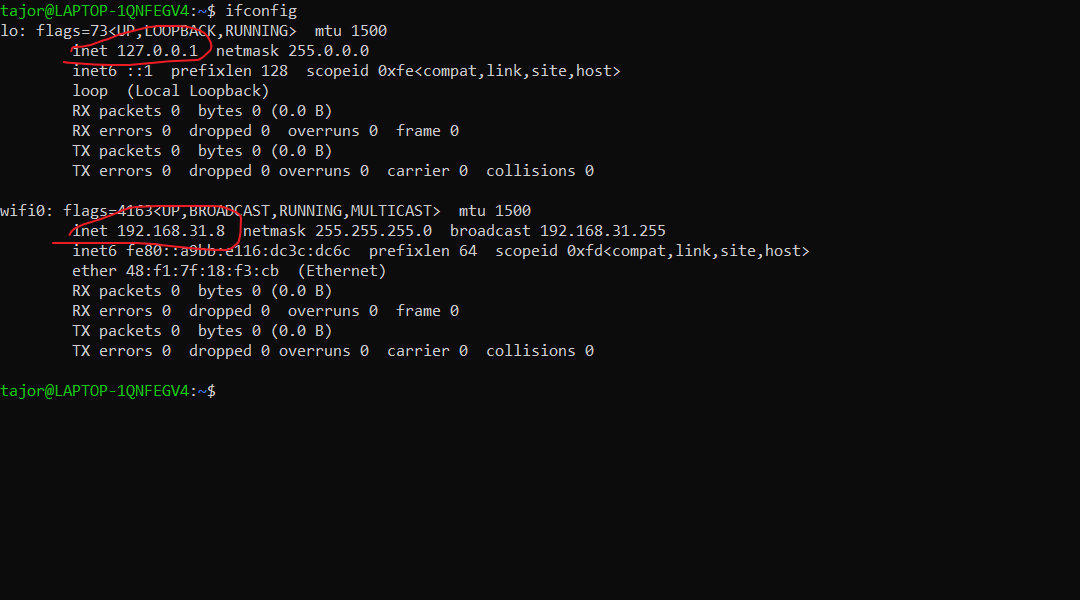 tajor@LAPTOP-1QNFEGV4:~$ ifconfig
lo: flags=73<UP,LOOPBACK,RUNNING>  mtu 1500
        inet 127.0.0.1  netmask 255.0.0.0
        inet6 ::1  prefixlen 128  scopeid 0xfe<compat,link,site,host>
        loop  (Local Loopback)
        RX packets 0  bytes 0 (0.0 B)
        RX errors 0  dropped 0  overruns 0  frame 0
        TX packets 0  bytes 0 (0.0 B)
        TX errors 0  dropped 0 overruns 0  carrier 0  collisions 0
wifi0: flags=4163<UP,BROADCAST,RUNNING,MULTICAST>  mtu 1500
        inet 192.168.31.8  netmask 255.255.255.0  broadcast 192.168.31.255
        inet6 fe80::a9bb:e116:dc3c:dc6c  prefixlen 64  scopeid 0xfd<compat,link,site,host>
        ether 48:f1:7f:18:f3:cb  (Ethernet)
        RX packets 0  bytes 0 (0.0 B)
        RX errors 0  dropped 0  overruns 0  frame 0
        TX packets 0  bytes 0 (0.0 B)
        TX errors 0  dropped 0 overruns 0  carrier 0  collisions 0
tajor@LAPTOP-1QNFEGV4:~$